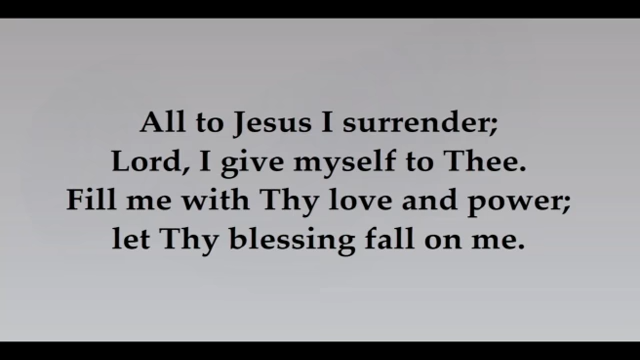 All to Jesus I surrender;
Lord, I give myself to Thee.
Fill me with Thy love and power;
let Thy blessing fall on me.